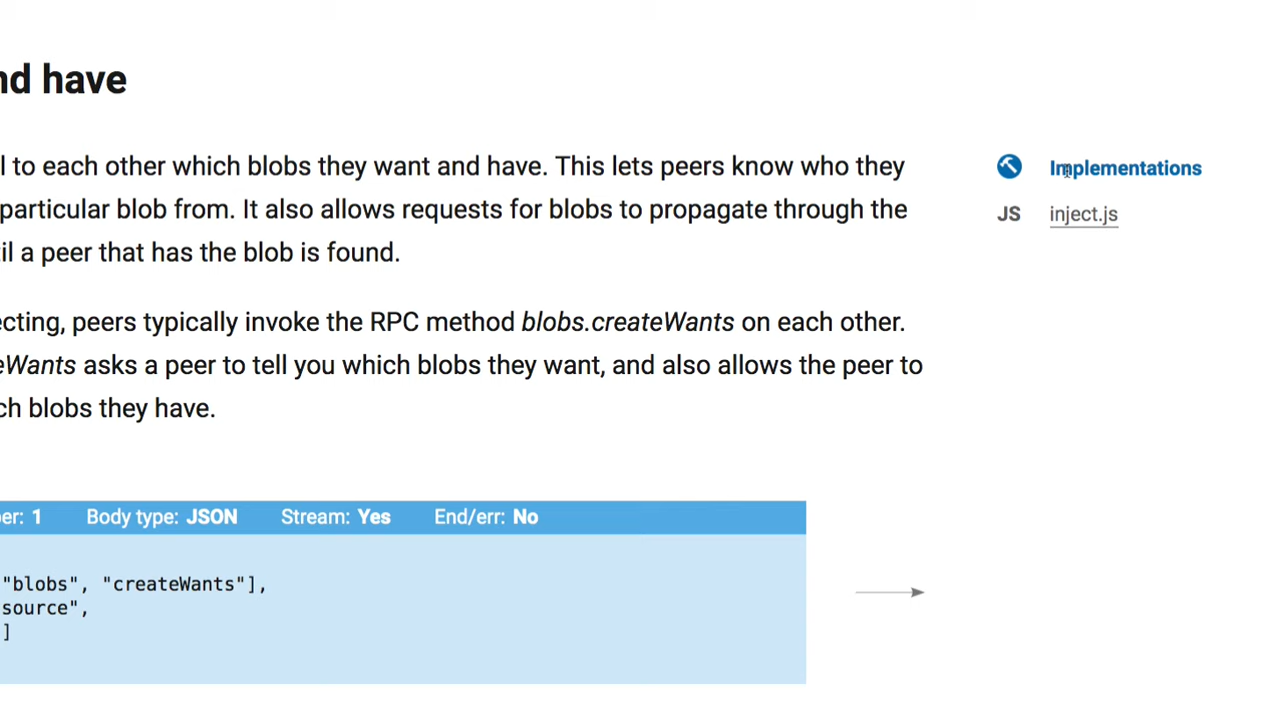 nd have
l to each other which blobs they want and have. This lets peers know who they
particular blob from. It also allows requests for blobs to propagate through the
til a peer that has the blob is found.
ecting, peers typically invoke the RPC method blobs.createWants on each other.
eWants asks a peer to tell you which blobs they want, and also allows the peer to
ch blobs they have.
Implementations
JS inject.js
er: 1 Body type: JSON Stream: Yes End/err: No
"blobs", "createWants"],
source",
]